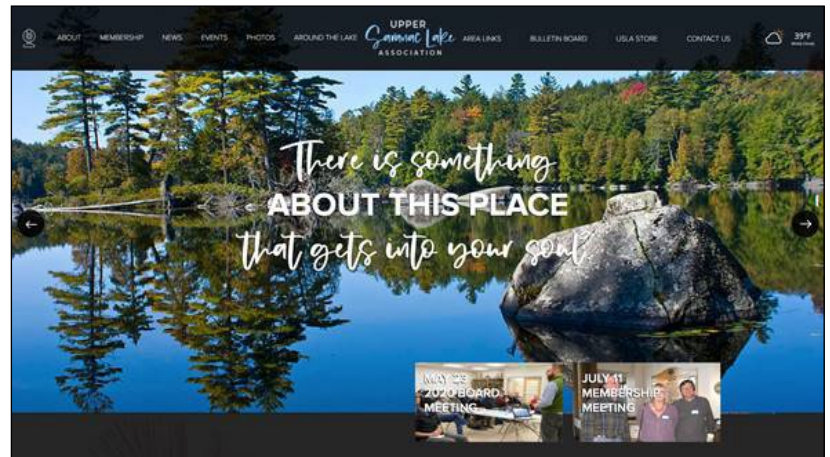 ABOUT
MEMBERSHIP
NEWS
EVENTS
PHOTOS
AROUND THE LAKE
UPPER
Saranac Lake
ASSOCIATION
AREA LINKS
BULLETIN BOARD
USLA STORE
CONTACT US
39°F
There is something
ABOUT THIS PLACE
that gets into your soul.
MAY 23
2020 BOARD
MEETING
JULY 11
MEMBERSHIP
MEETING